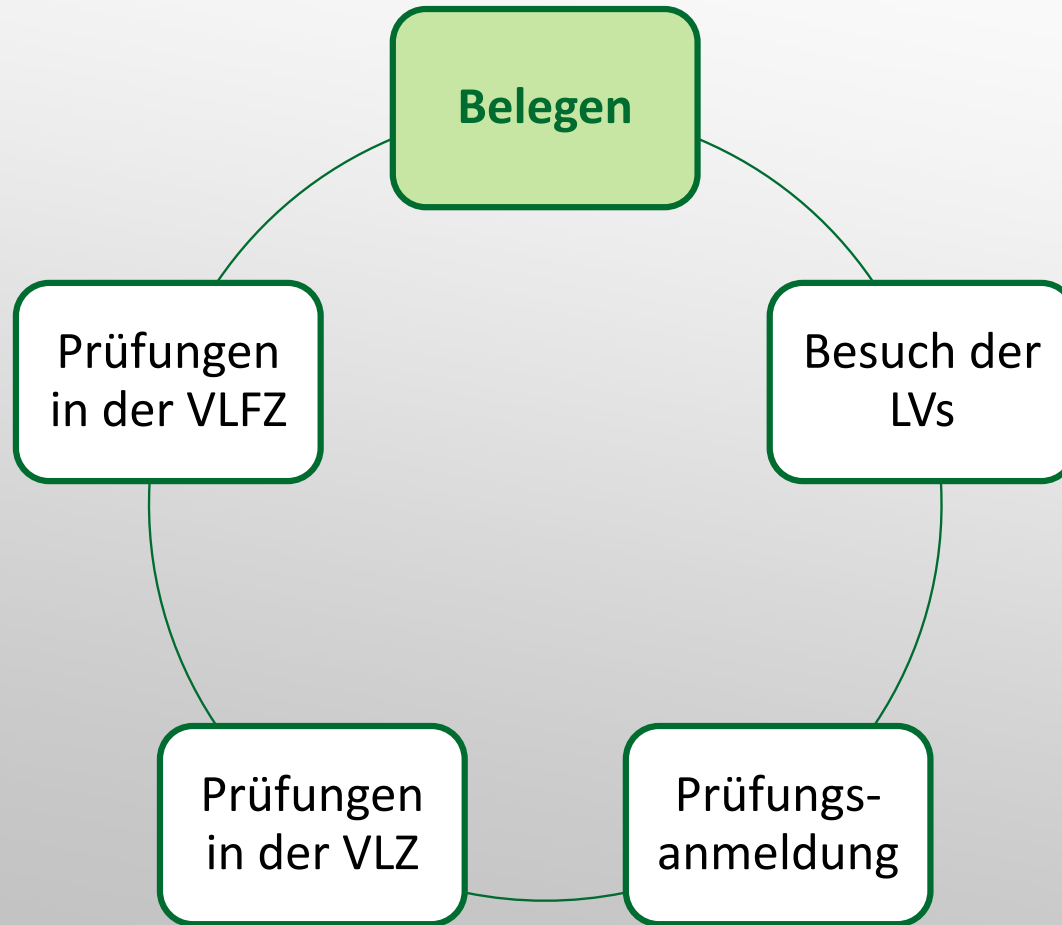 Belegen
Besuch der
LVs
Prüfungs-
anmeldung
Prüfungen
in der VLZ
Prüfungen
in der VLFZ